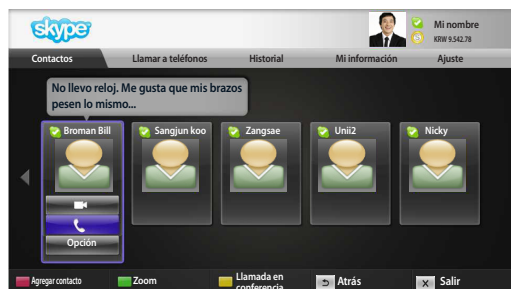 skype
Mi nombre
KRW 9.542.78
Contactos
Llamar a teléfonos
Historial
Mi información
Ajuste
No llevo reloj. Me gusta que mis brazos
pesen lo mismo...
Broman Bill
Sangjun koo
Zangsae
Unii2
Nicky
Opción
Agregar contacto
Zoom
Llamada en
conferencia
Atrás
X Salir